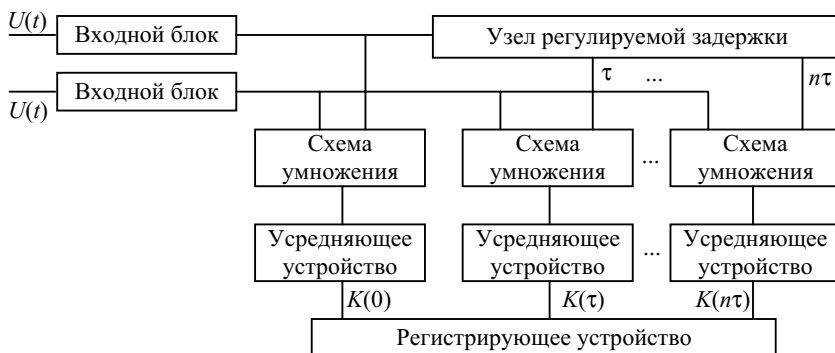 U(t)
Входной блок
Узел регулируемой задержки
τ
...
nτ
Входной блок
U(t)
Схема
умножения
Схема
умножения
...
Схема
умножения
Усредняющее
устройство
Усредняющее
устройство
...
Усредняющее
устройство
K(0)
K(τ)
K(nτ)
Регистрирующее устройство